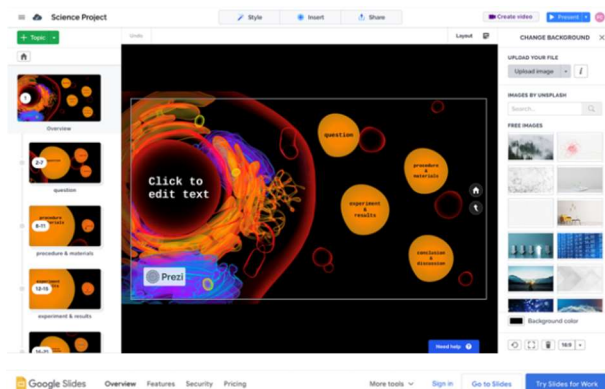 Science Project
Style
Insert
Share
Create video
Present
+ Topic
Undo
Layout
CHANGE BACKGROUND
UPLOAD YOUR FILE
Upload image
i
IMAGES BY UNSPLASH
Search...
FREE IMAGES
1
Overview
2-7
question
8-11
procedure & materials
12-15
experiment & results
16-21
Click to
edit text
question
procedure
&
materials
experiment
&
results
conclusion
&
discussion
Prezi
Need help ?
Background color
16:9
Google Slides
Overview
Features
Security
Pricing
More tools
Sign in
Go to Slides
Try Slides for Work